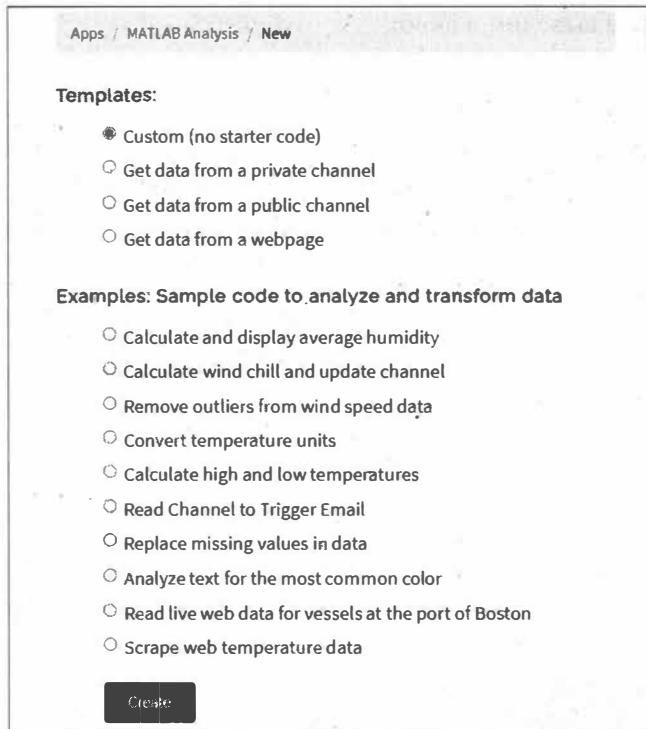 Apps / MATLAB Analysis / New
Templates:
Custom (no starter code)
Get data from a private channel
Get data from a public channel
Get data from a webpage
Examples: Sample code to analyze and transform data
Calculate and display average humidity
Calculate wind chill and update channel
Remove outliers from wind speed data
Convert temperature units
Calculate high and low temperatures
Read Channel to Trigger Email
Replace missing values in data
Analyze text for the most common color
Read live web data for vessels at the port of Boston
Scrape web temperature data
Create